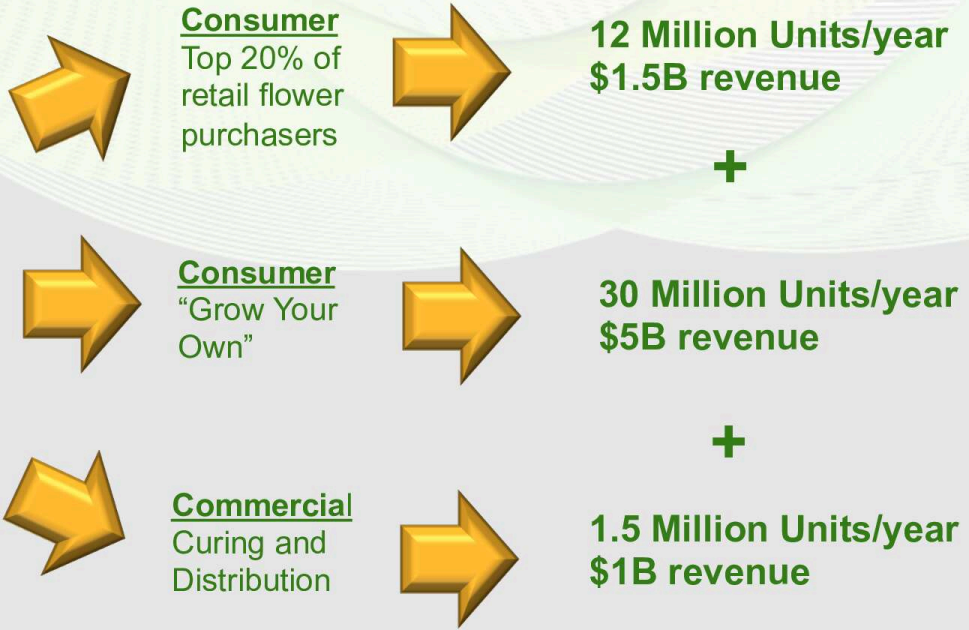 Consumer
Top 20% of
retail flower
purchasers
12 Million Units/year
$1.5B revenue
+
Consumer
“Grow Your
Own”
30 Million Units/year
$5B revenue
+
Commercial
Curing and
Distribution
1.5 Million Units/year
$1B revenue